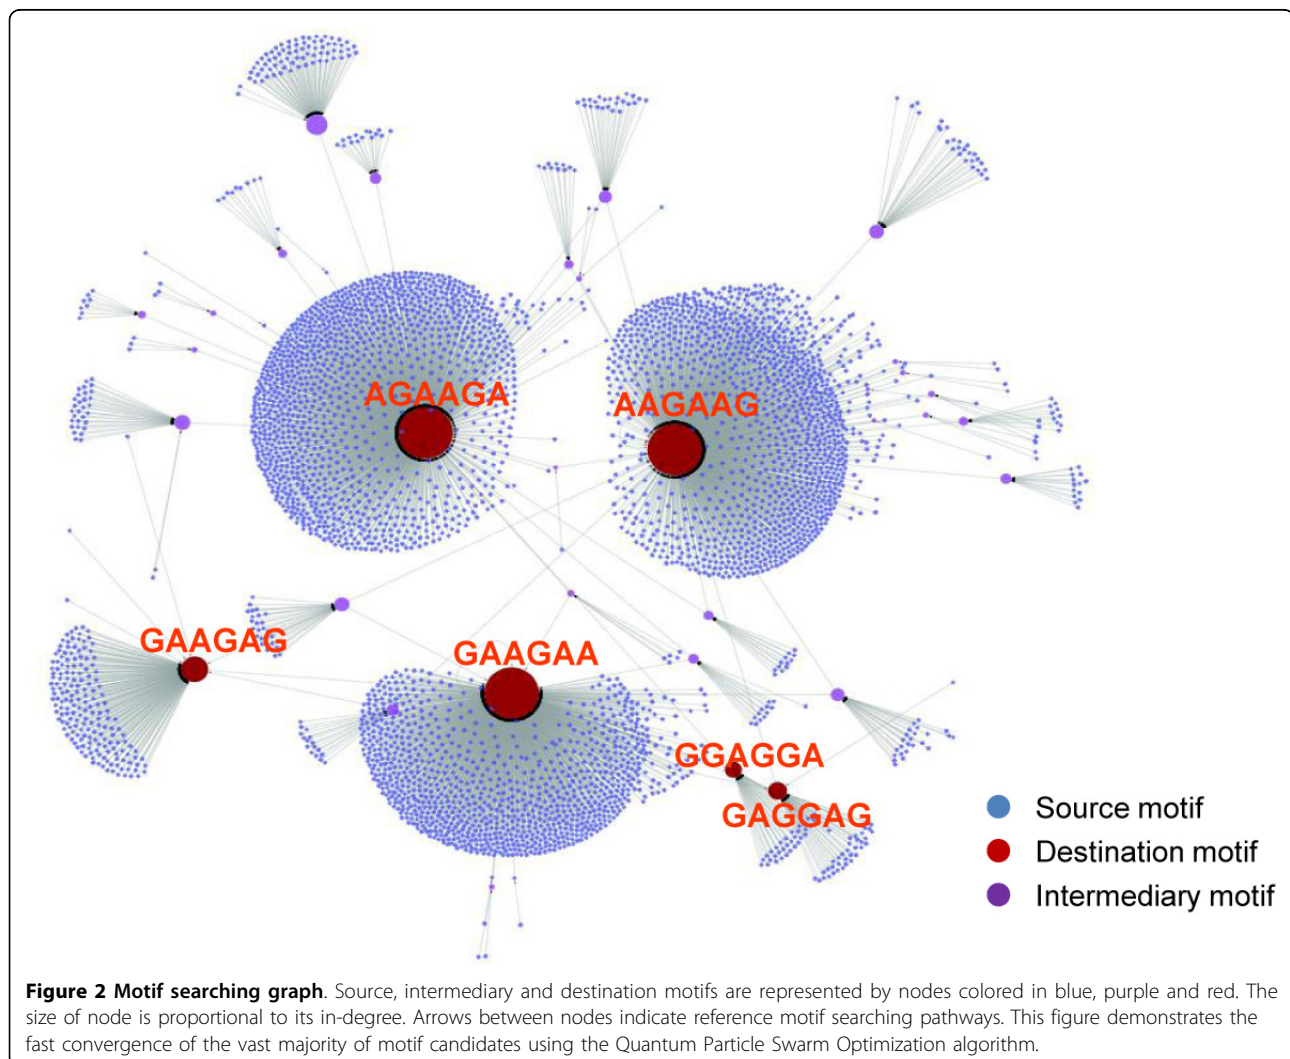 AGAAGA
AAGAAG
GAAGAG
GAAGAA
GGAGGA
GAGGAG
Source motif
Destination motif
Intermediary motif
Figure 2 Motif searching graph. Source, intermediary and destination motifs are represented by nodes colored in blue, purple and red. The
size of node is proportional to its in-degree. Arrows between nodes indicate reference motif searching pathways. This figure demonstrates the
fast convergence of the vast majority of motif candidates using the Quantum Particle Swarm Optimization algorithm.